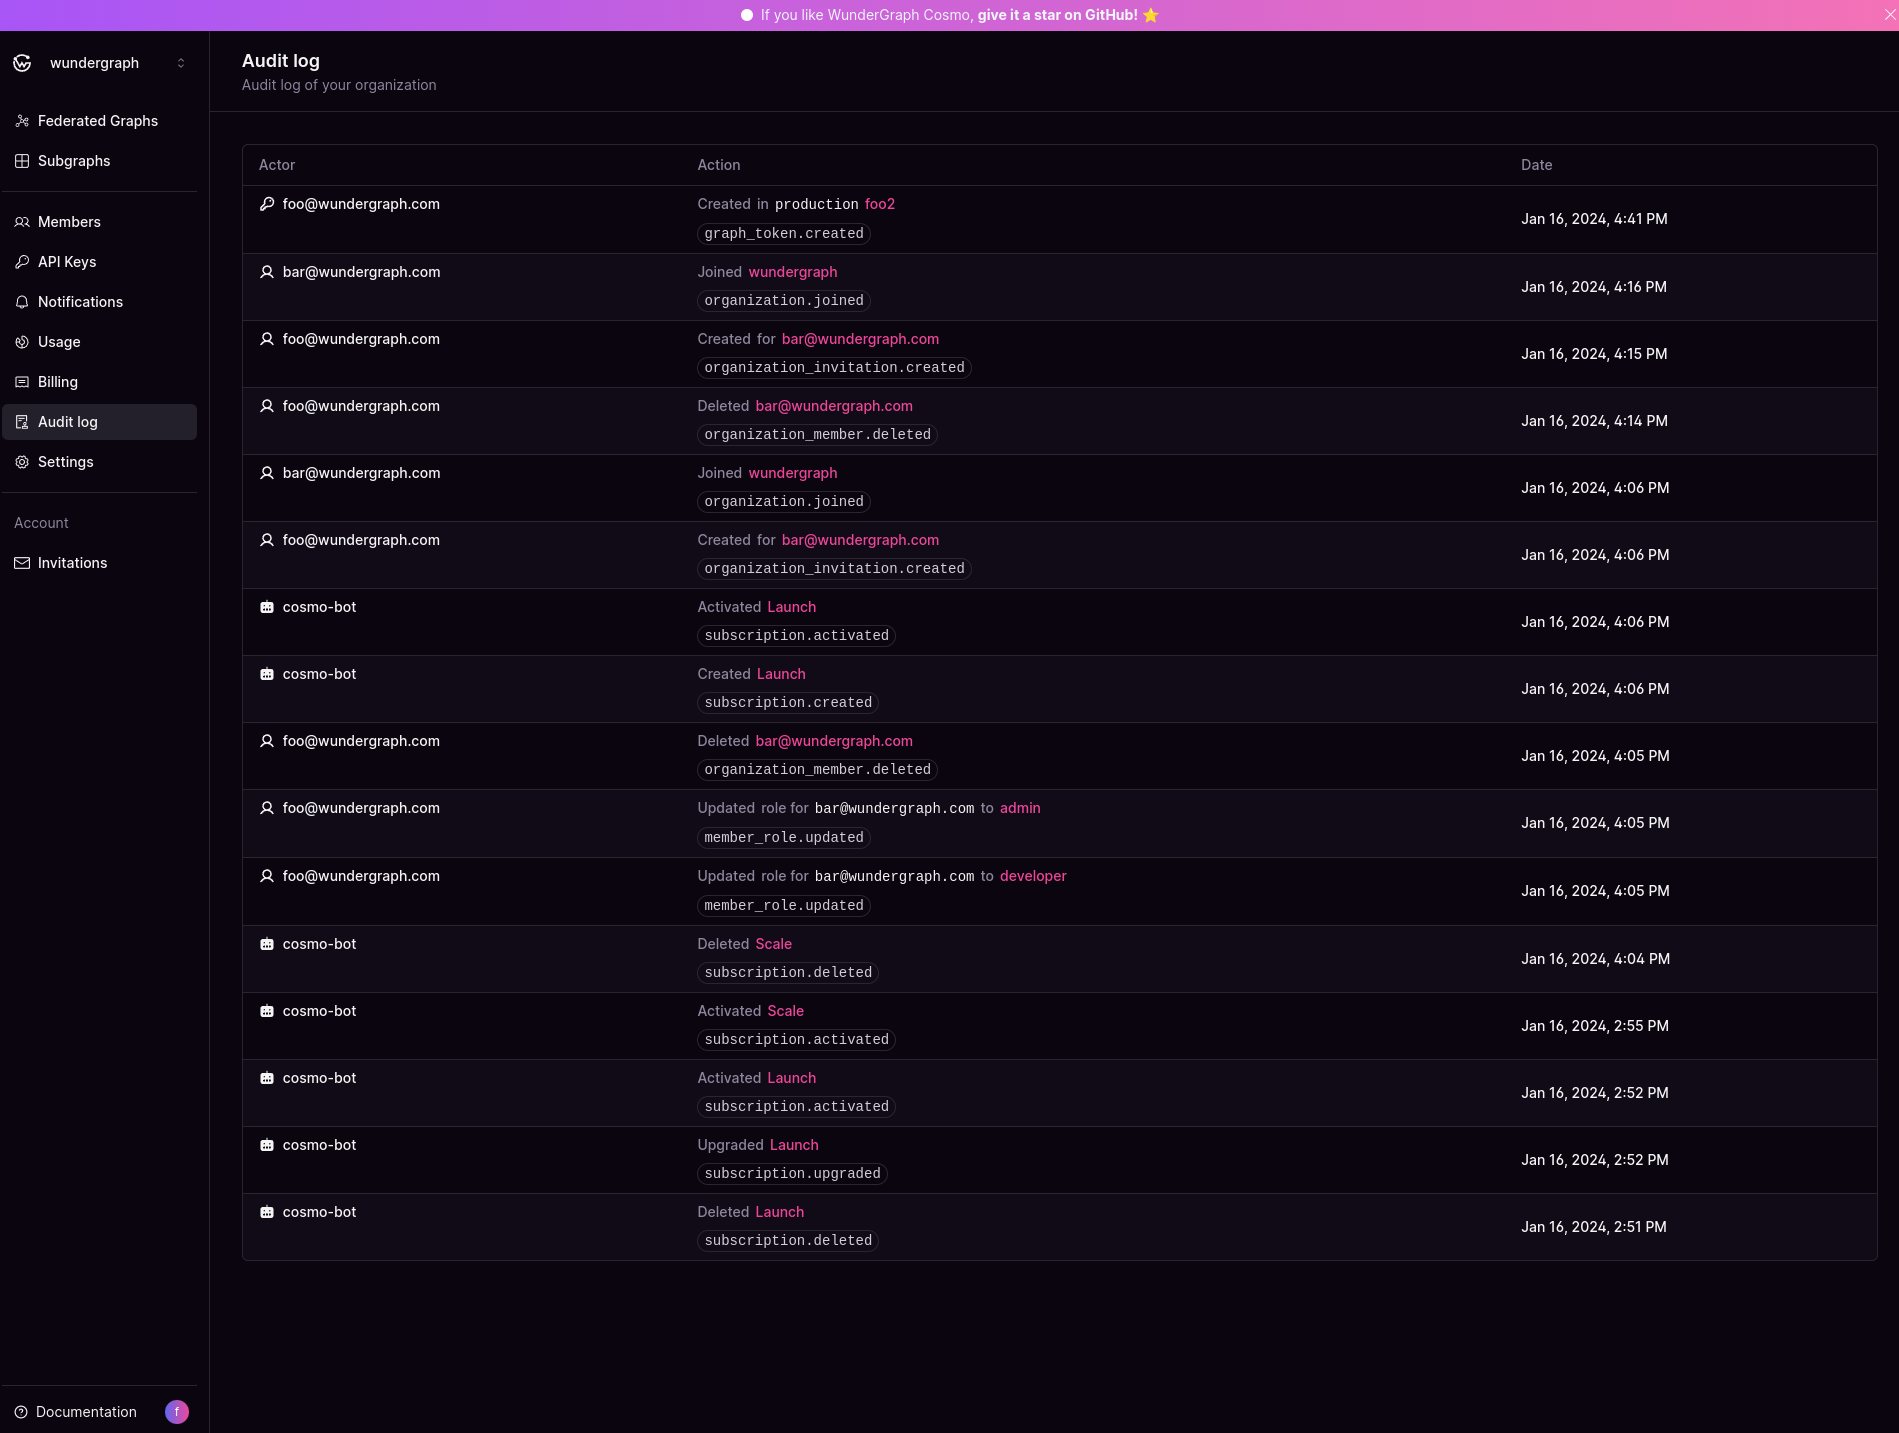 If you like WunderGraph Cosmo, give it a star on GitHub! ⭐
wundergraph
Federated Graphs
Subgraphs
Members
API Keys
Notifications
Usage
Billing
Audit log
Settings
Account
Invitations
Documentation
f
Audit log
Audit log of your organization
Actor Action Date
foo@wundergraph.com Created in production foo2
graph_token.created
Jan 16, 2024, 4:41 PM
bar@wundergraph.com Joined wundergraph
organization.joined
Jan 16, 2024, 4:16 PM
foo@wundergraph.com Created for bar@wundergraph.com
organization_invitation.created
Jan 16, 2024, 4:15 PM
foo@wundergraph.com Deleted bar@wundergraph.com
organization_member.deleted
Jan 16, 2024, 4:14 PM
bar@wundergraph.com Joined wundergraph
organization.joined
Jan 16, 2024, 4:06 PM
foo@wundergraph.com Created for bar@wundergraph.com
organization_invitation.created
Jan 16, 2024, 4:06 PM
cosmo-bot Activated Launch
subscription.activated
Jan 16, 2024, 4:06 PM
cosmo-bot Created Launch
subscription.created
Jan 16, 2024, 4:06 PM
foo@wundergraph.com Deleted bar@wundergraph.com
organization_member.deleted
Jan 16, 2024, 4:05 PM
foo@wundergraph.com Updated role for bar@wundergraph.com to admin
member_role.updated
Jan 16, 2024, 4:05 PM
foo@wundergraph.com Updated role for bar@wundergraph.com to developer
member_role.updated
Jan 16, 2024, 4:05 PM
cosmo-bot Deleted Scale
subscription.deleted
Jan 16, 2024, 4:04 PM
cosmo-bot Activated Scale
subscription.activated
Jan 16, 2024, 2:55 PM
cosmo-bot Activated Launch
subscription.activated
Jan 16, 2024, 2:52 PM
cosmo-bot Upgraded Launch
subscription.upgraded
Jan 16, 2024, 2:52 PM
cosmo-bot Deleted Launch
subscription.deleted
Jan 16, 2024, 2:51 PM